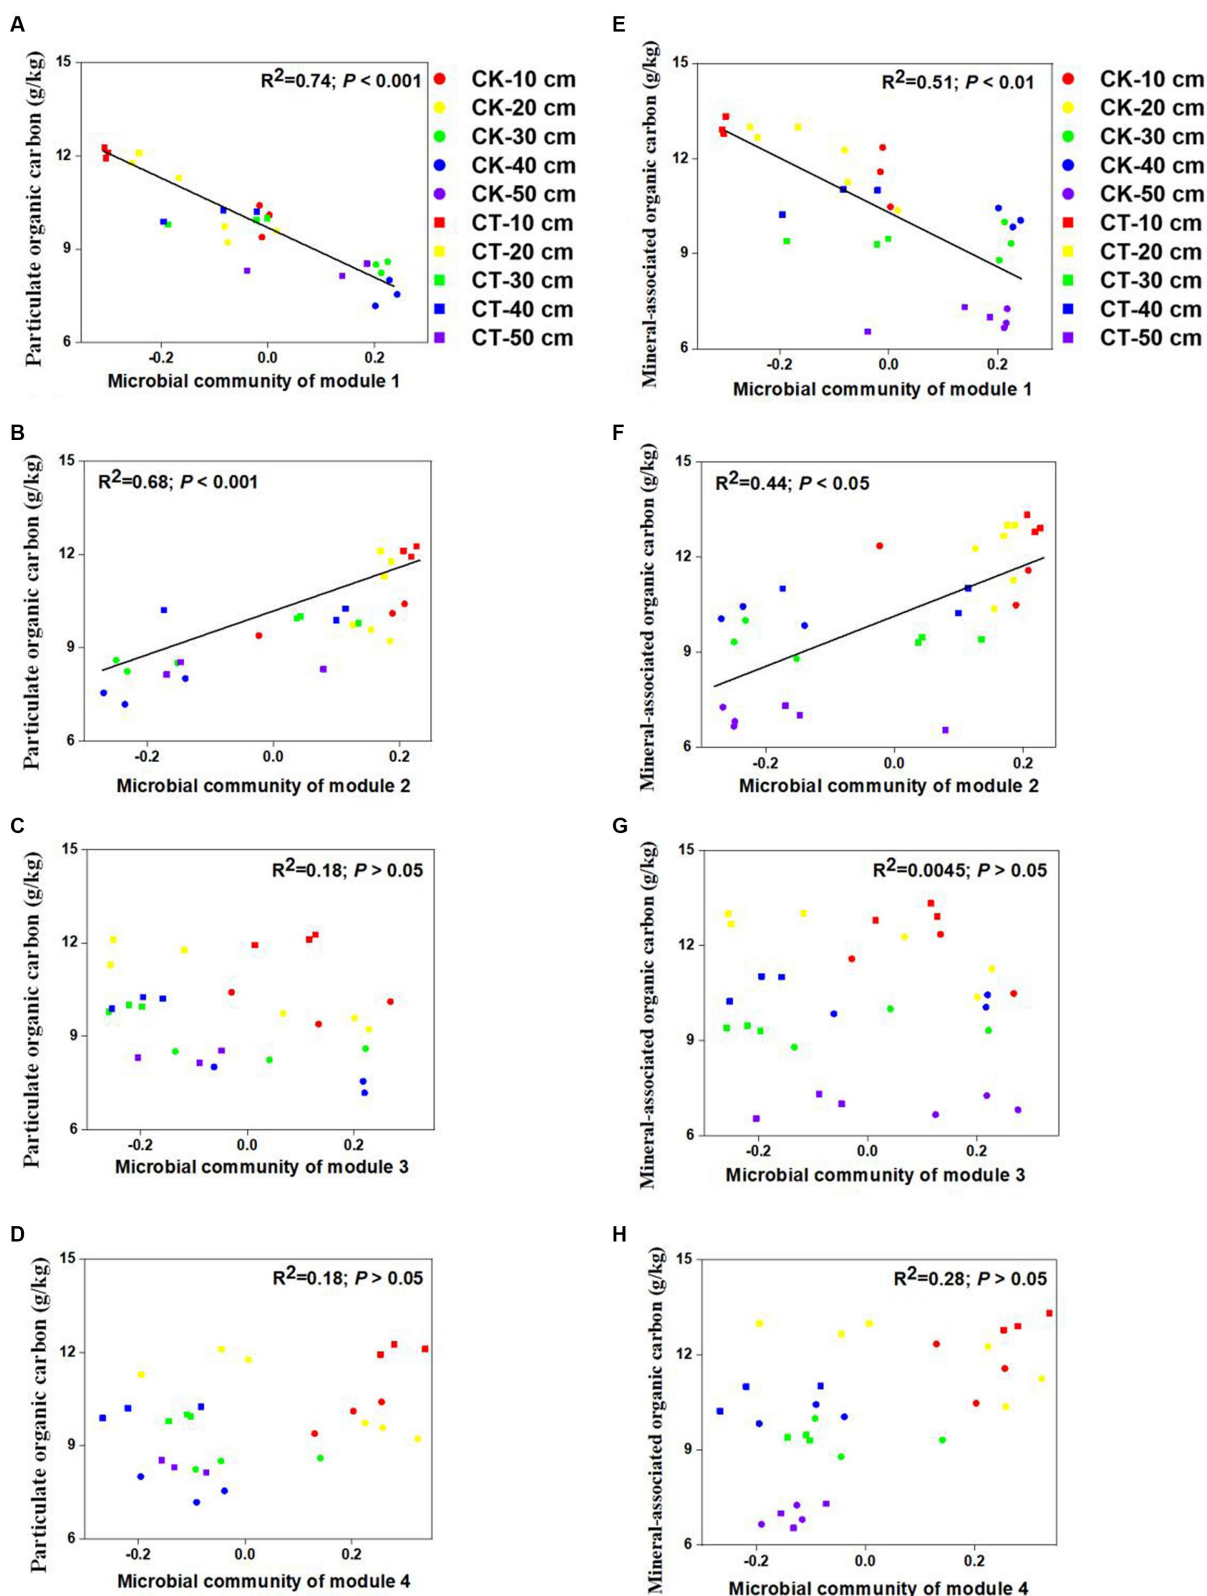 A
Particulate organic carbon (g/kg)
15
12
9
6
R2=0.74; P < 0.001
-0.2 0.0 0.2
Microbial community of module 1
CK-10 cm
CK-20 cm
CK-30 cm
CK-40 cm
CK-50 cm
CT-10 cm
CT-20 cm
CT-30 cm
CT-40 cm
CT-50 cm
E
Mineral-associated organic carbon (g/kg)
15
12
9
6
R2=0.51; P < 0.01
-0.2 0.0 0.2
Microbial community of module 1
CK-10 cm
CK-20 cm
CK-30 cm
CK-40 cm
CK-50 cm
CT-10 cm
CT-20 cm
CT-30 cm
CT-40 cm
CT-50 cm
B
Particulate organic carbon (g/kg)
15
12
9
6
R2=0.68; P < 0.001
-0.2 0.0 0.2
Microbial community of module 2
F
Mineral-associated organic carbon (g/kg)
15
12
9
6
R2=0.44; P < 0.05
-0.2 0.0 0.2
Microbial community of module 2
C
Particulate organic carbon (g/kg)
15
12
9
6
R2=0.18; P > 0.05
-0.2 0.0 0.2
Microbial community of module 3
G
Mineral-associated organic carbon (g/kg)
15
12
9
6
R2=0.0045; P > 0.05
-0.2 0.0 0.2
Microbial community of module 3
D
Particulate organic carbon (g/kg)
15
12
9
6
R2=0.18; P > 0.05
-0.2 0.0 0.2
Microbial community of module 4
H
Mineral-associated organic carbon (g/kg)
15
12
9
6
R2=0.28; P > 0.05
-0.2 0.0 0.2
Microbial community of module 4